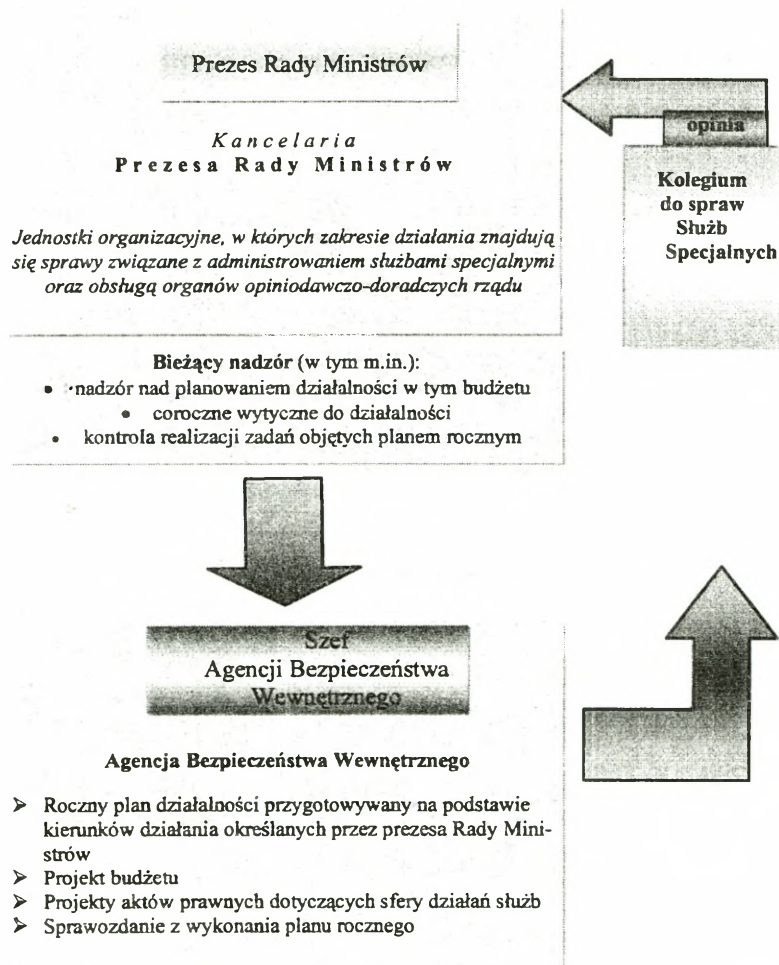 Prezes Rady Ministrów
Kancelaria
Prezesa Rady Ministrów
opinia
Kolegium
do spraw
Służb
Specjalnych
Jednostki organizacyjne, w których zakresie działania znajdują
się sprawy związane z administrowaniem służbami specjalnymi
oraz obsługą organów opiniodawczo-doradczych rządu
Bieżący nadzór (w tym m.in.):
• nadzór nad planowaniem działalności w tym budżetu
• coroczne wytyczne do działalności
• kontrola realizacji zadań objętych planem rocznym
Szef
Agencji Bezpieczeństwa
Wewnętrznego
Agencja Bezpieczeństwa Wewnętrznego
➢ Roczny plan działalności przygotowywany na podstawie
kierunków działania określanych przez prezesa Rady Mini-
strów
➢ Projekt budżetu
➢ Projekty aktów prawnych dotyczących sfery działań służb
➢ Sprawozdanie z wykonania planu rocznego